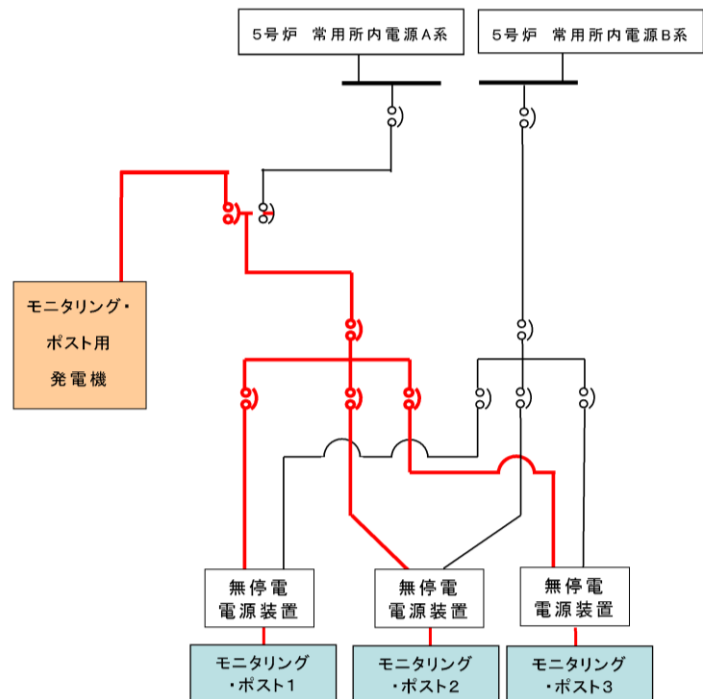 5号炉 常用所内電源A系
5号炉 常用所内電源B系
モニタリング・
ポスト用
発電機
無停電
電源装置
無停電
電源装置
無停電
電源装置
モニタリング
・ポスト1
モニタリング
・ポスト2
モニタリング
・ポスト3